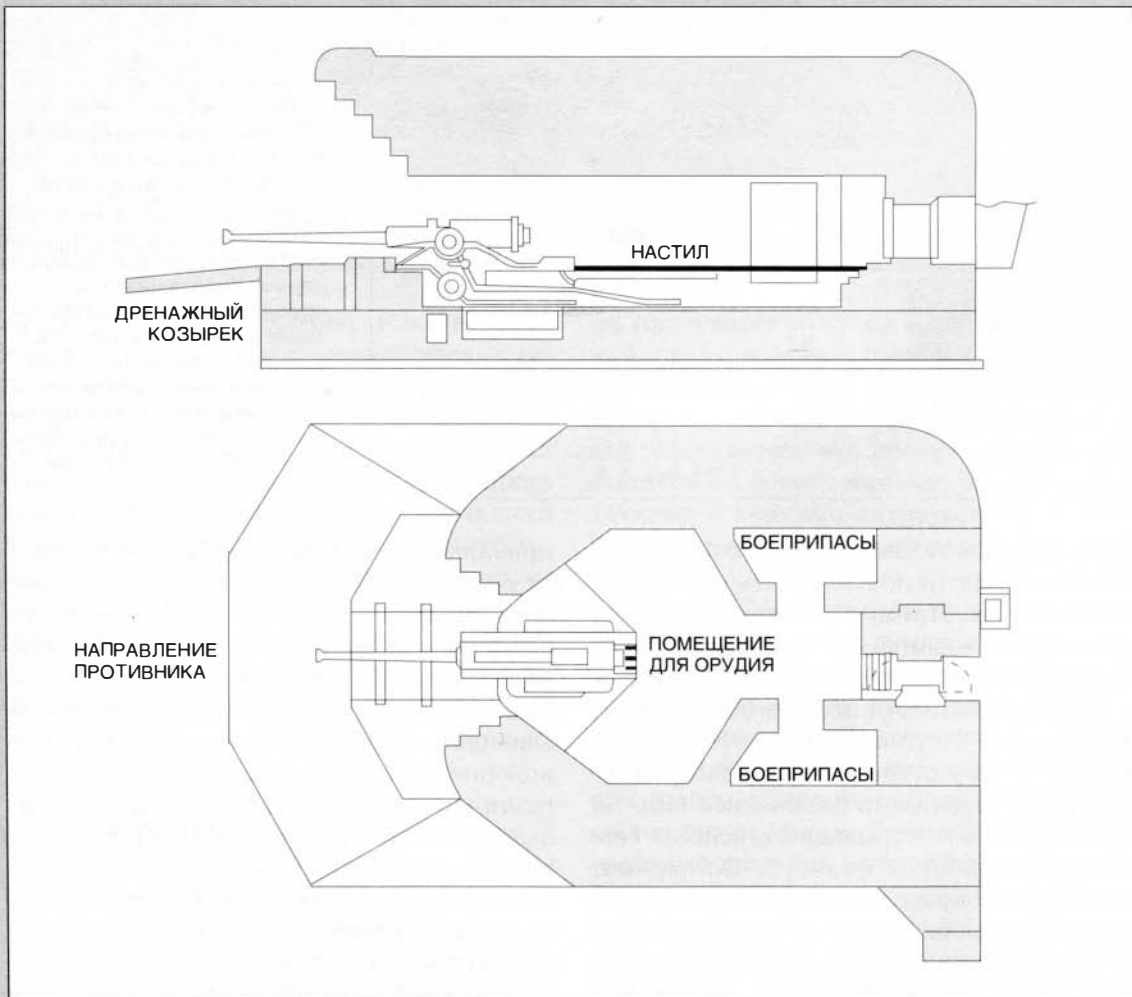 НАСТИЛ
ДРЕНАЖНЫЙ
КОЗЫРЕК
БОЕПРИПАСЫ
НАПРАВЛЕНИЕ
ПРОТИВНИКА
ПОМЕЩЕНИЕ
ДЛЯ ОРУДИЯ
БОЕПРИПАСЫ